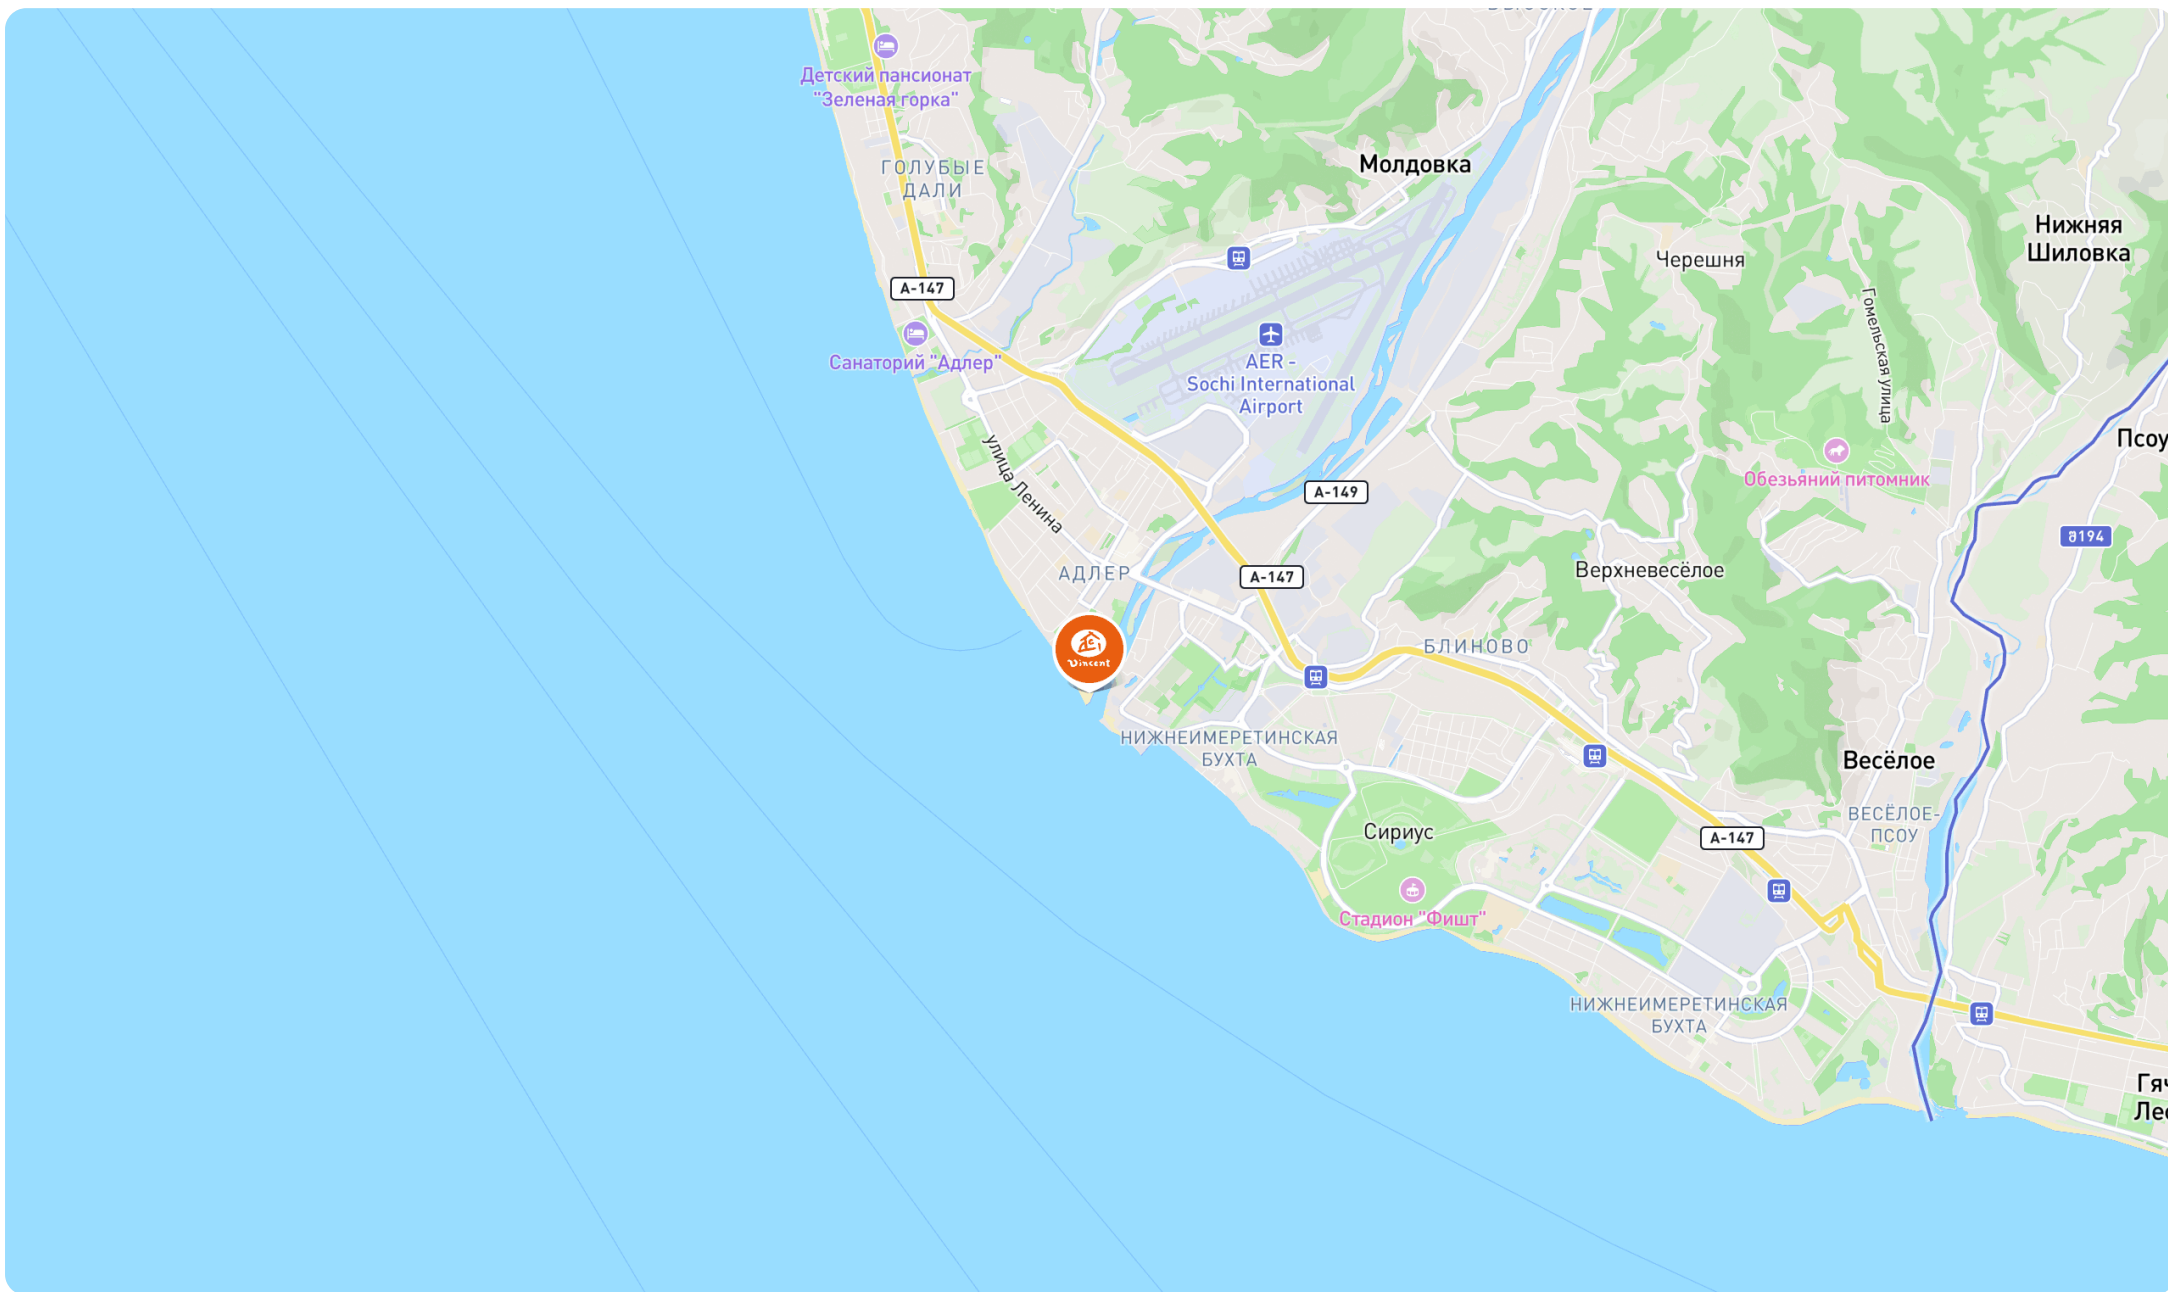 Детский пансионат
"Зеленая горка"
ГОЛУБЫЕ
ДАЛИ
Молдовка
Нижняя
Шиловка
Черешня
A-147
Гомельская улица
Санаторий "Адлер"
AER -
Sochi International
Airport
Псоу
улица Ленина
Обезьяний питомник
A-149
შ194
АДЛЕР
A-147
Верхневесёлое
Vincent
БЛИНОВО
НИЖНЕИМЕРЕТИНСКАЯ
БУХТА
Весёлое
ВЕСЁЛОЕ-
ПСОУ
Сириус
A-147
Стадион "Фишт"
НИЖНЕИМЕРЕТИНСКАЯ
БУХТА